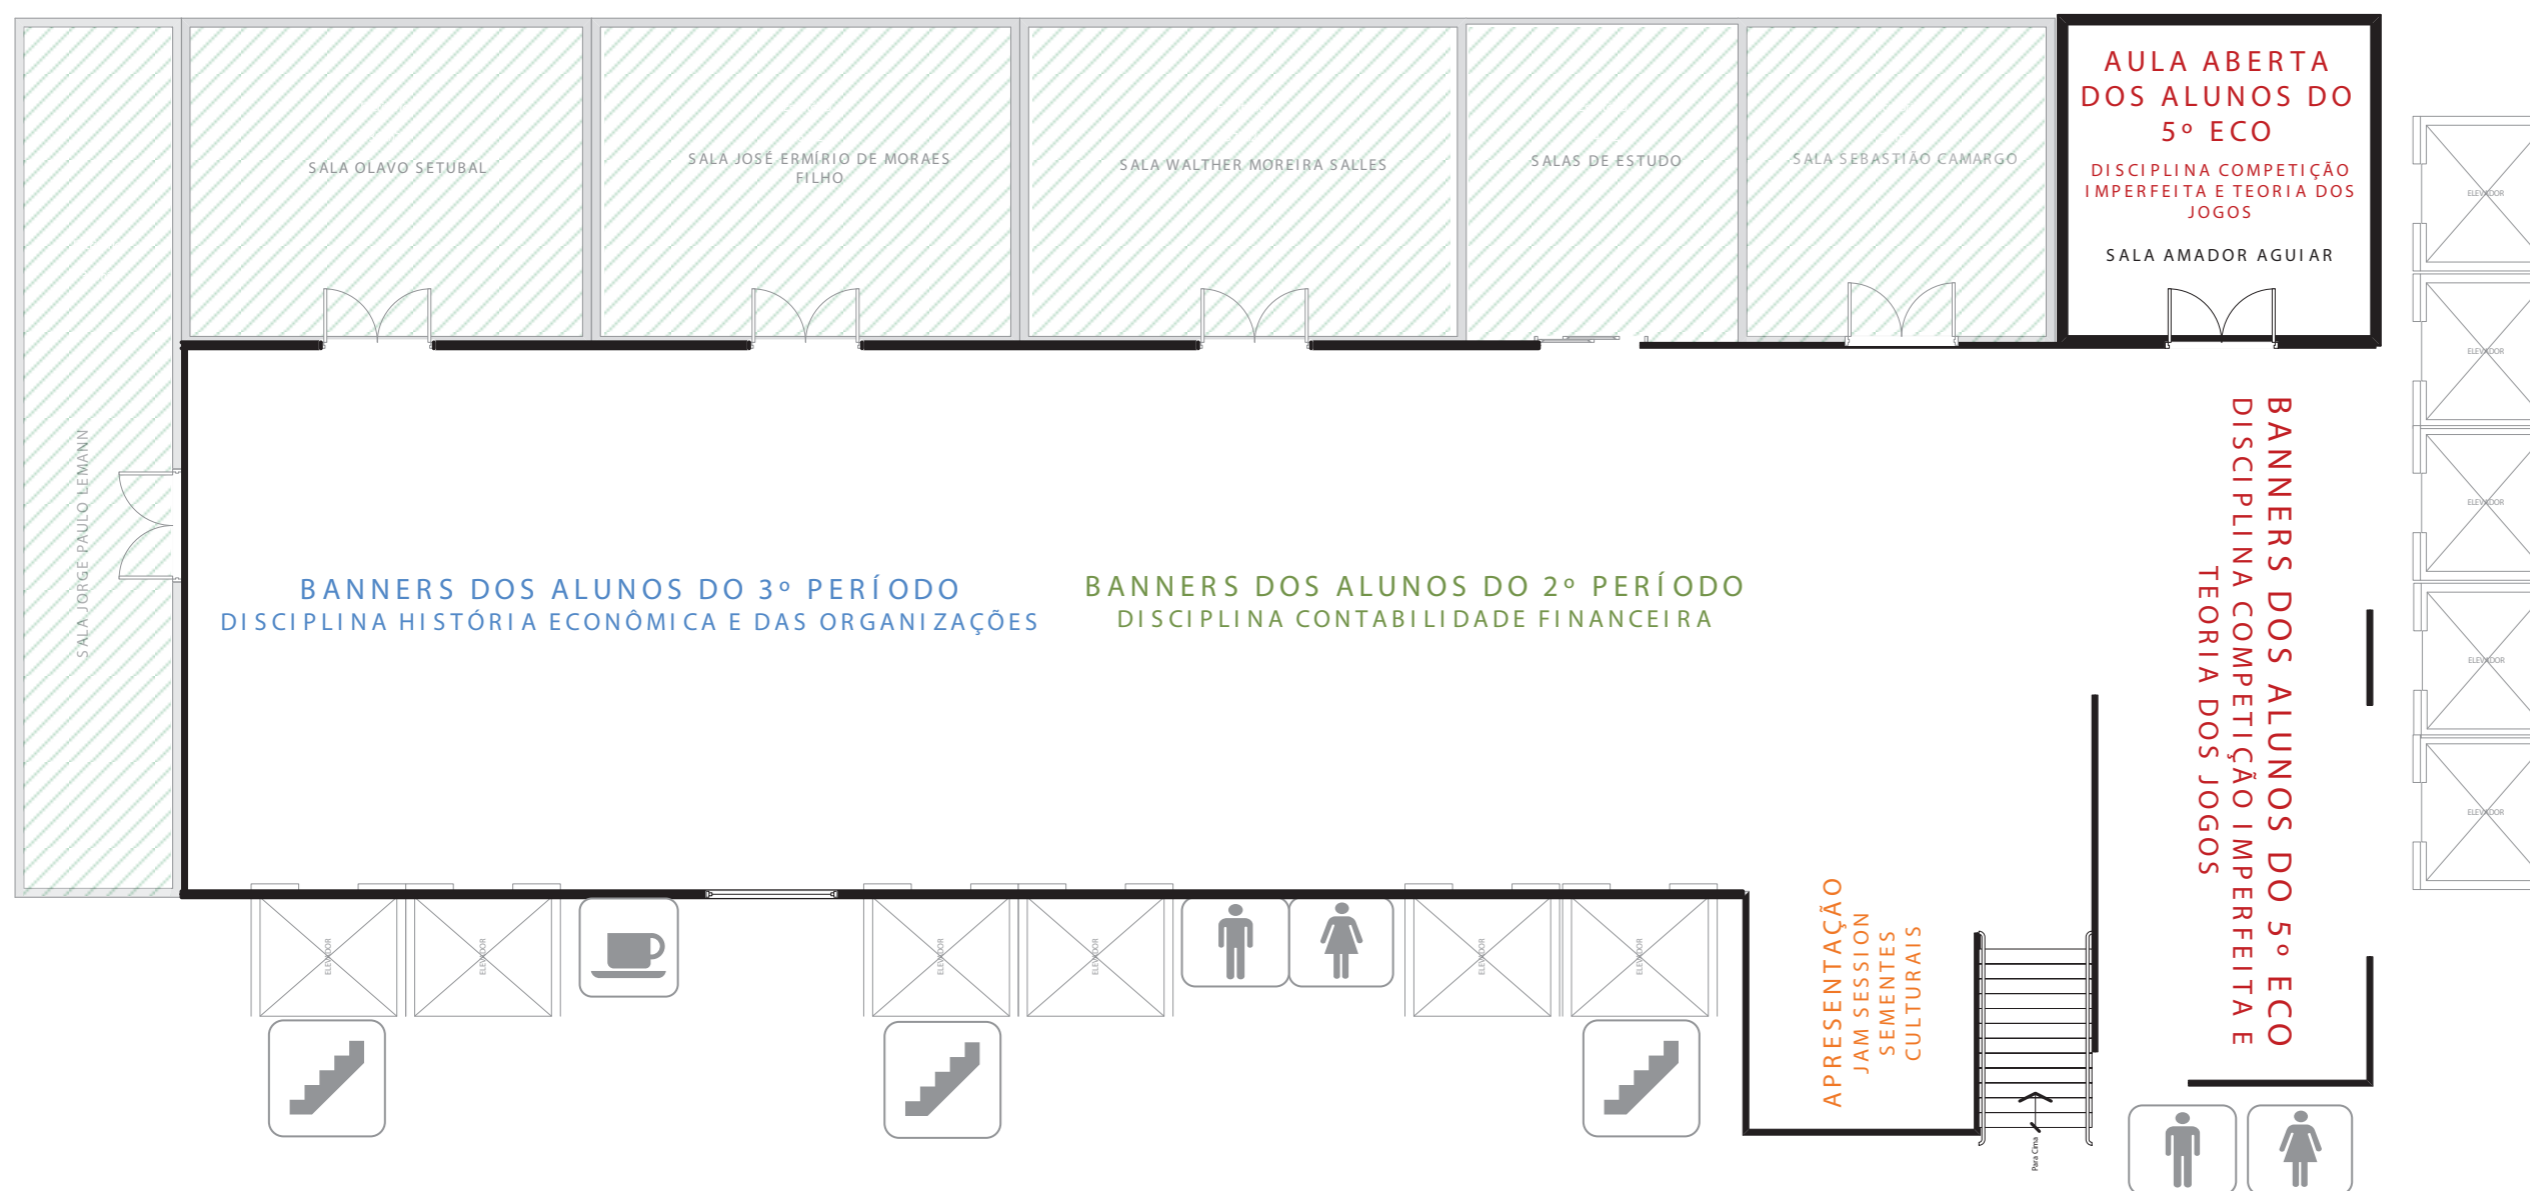 SALA OLAVO SETUBAL
SALA JOSÉ ERMÍRIO DE MORAES
FILHO
SALA WALTHER MOREIRA SALLES
SALAS DE ESTUDO
SALA SEBASTIÃO CAMARGO
AULA ABERTA
DOS ALUNOS DO
5º ECO
DISCIPLINA COMPETIÇÃO
IMPERFEITA E TEORIA DOS
JOGOS
SALA AMADOR AGUIAR
ELEVADOR
ELEVADOR
ELEVADOR
ELEVADOR
ELEVADOR
SALA JORGE PAULO LEMANN
BANNERS DOS ALUNOS DO 3º PERÍODO
DISCIPLINA HISTÓRIA ECONÔMICA E DAS ORGANIZAÇÕES
BANNERS DOS ALUNOS DO 2º PERÍODO
DISCIPLINA CONTABILIDADE FINANCEIRA
BANNERS DOS ALUNOS DO 5º ECO
DISCIPLINA COMPETIÇÃO IMPERFEITA E
TEORIA DOS JOGOS
ELEVADOR
ELEVADOR
ELEVADOR
ELEVADOR
ELEVADOR
ELEVADOR
APRESENTAÇÃO
JAM SESSION
SEMENTES
CULTURAIS
Para Cima